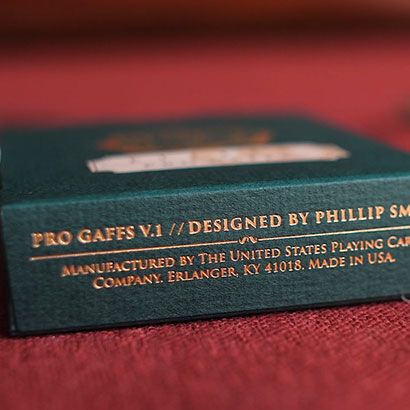 PRO GAFFS V.1 // DESIGNED BY PHILLIP SM
MANUFACTURED BY THE UNITED STATES PLAYING CAR
COMPANY. ERLANGER, KY 41018. MADE IN USA.